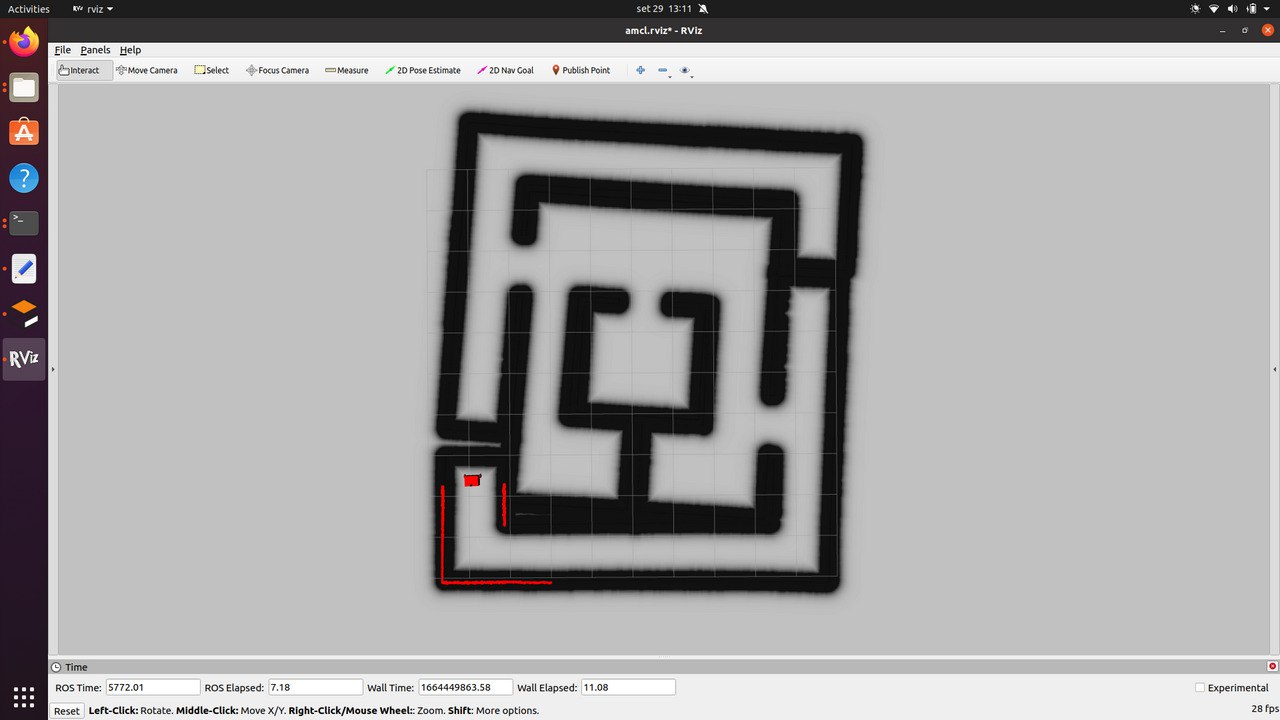 Activities RViz rviz set 29 13:11
amcl.rviz* - RViz
File Panels Help
Interact Move Camera Select Focus Camera Measure 2D Pose Estimate 2D Nav Goal Publish Point
RViz
Time
ROS Time: 5772.01 ROS Elapsed: 7.18 Wall Time: 1664449863.58 Wall Elapsed: 11.08 Experimental
Reset Left-Click: Rotate. Middle-Click: Move X/Y. Right-Click/Mouse Wheel:: Zoom. Shift: More options. 28 fps